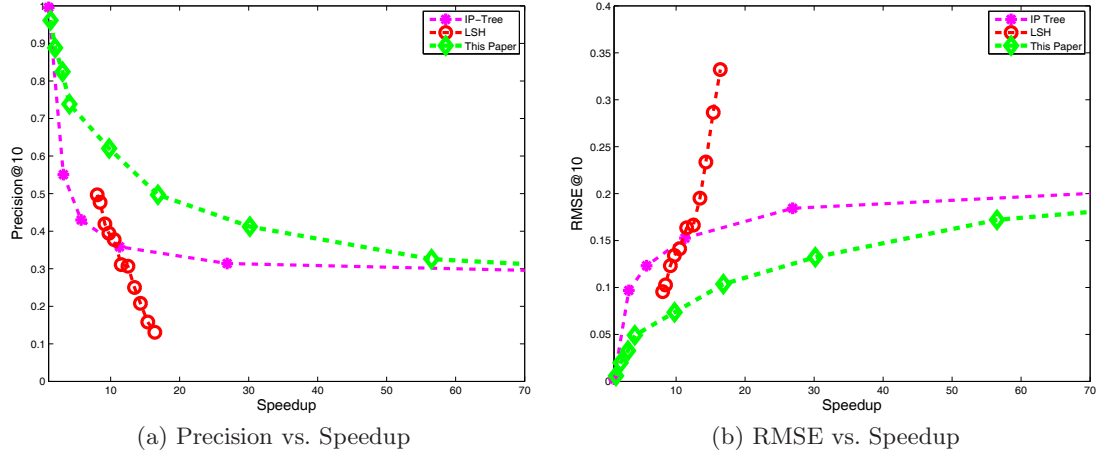 1
0.9
0.8
0.7
0.6
0.5
0.4
0.3
0.2
0.1
0
10 20 30 40 50 60 70
Precision@10
Speedup
IP-Tree
LSH
This Paper
(a) Precision vs. Speedup
0.4
0.35
0.3
0.25
0.2
0.15
0.1
0.05
0
10 20 30 40 50 60 70
RMSE@10
Speedup
IP Tree
LSH
This Paper
(b) RMSE vs. Speedup